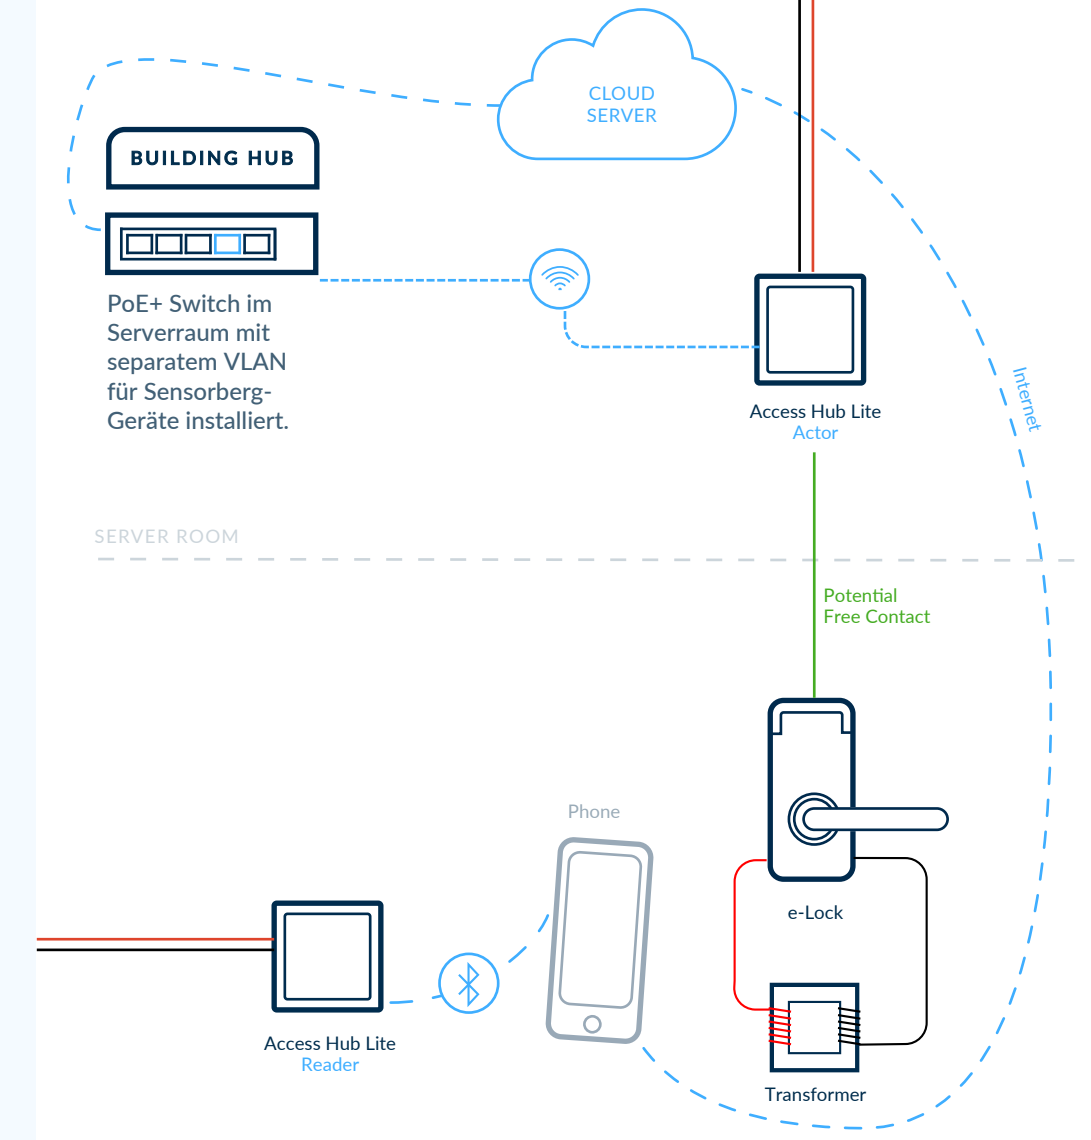 CLOUD
SERVER
BUILDING HUB
PoE+ Switch im
Serverraum mit
separatem VLAN
für Sensorberg-
Geräte installiert.
Internet
Access Hub Lite
Actor
SERVER ROOM
Potential
Free Contact
Phone
e-Lock
Access Hub Lite
Reader
Transformer